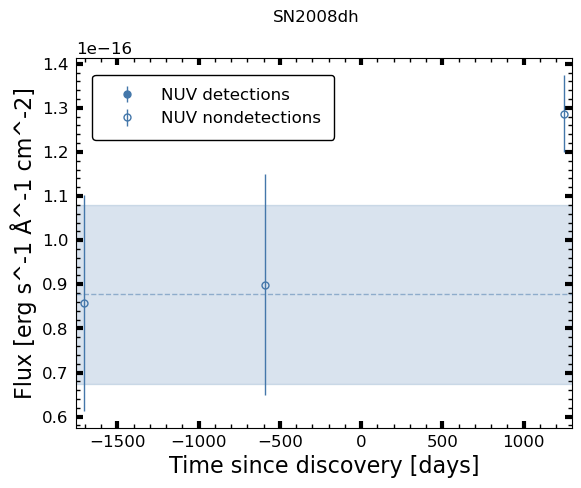 SN2008dh
1e−16
NUV detections
NUV nondetections
1.4
1.3
1.2
1.1
1.0
0.9
0.8
0.7
0.6
Flux [erg s^-1 Å^-1 cm^-2]
−1500 −1000 −500 0 500 1000
Time since discovery [days]